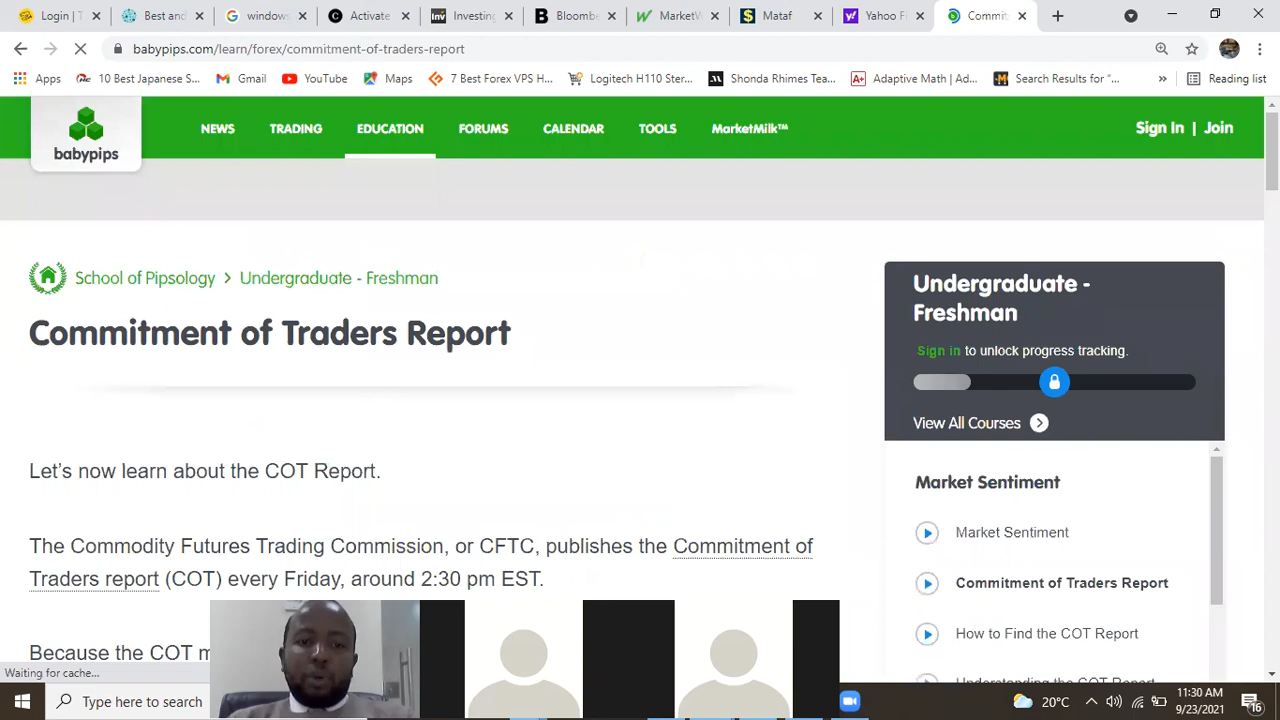 Login | T
Best and
windows
Activate
Investing
Bloombe
MarketW
Mataf
Yahoo F
Commit
babypips.com/learn/forex/commitment-of-traders-report
Apps
10 Best Japanese S...
Gmail
YouTube
Maps
7 Best Forex VPS H...
Logitech H110 Ster...
Shonda Rhimes Tea...
Adaptive Math | Ad...
Search Results for "...
»
Reading list
babypips
NEWS
TRADING
EDUCATION
FORUMS
CALENDAR
TOOLS
MarketMilk™
Sign In | Join
School of Pipsology > Undergraduate - Freshman
Commitment of Traders Report
Let's now learn about the COT Report.
The Commodity Futures Trading Commission, or CFTC, publishes the Commitment of
Traders report (COT) every Friday, around 2:30 pm EST.
Because the COT m
Undergraduate -
Freshman
Sign in to unlock progress tracking.
View All Courses
Market Sentiment
Market Sentiment
Commitment of Traders Report
How to Find the COT Report
Understanding the COT Report
Waiting for cache...
Type here to search
20°C
11:30 AM
9/23/2021
16